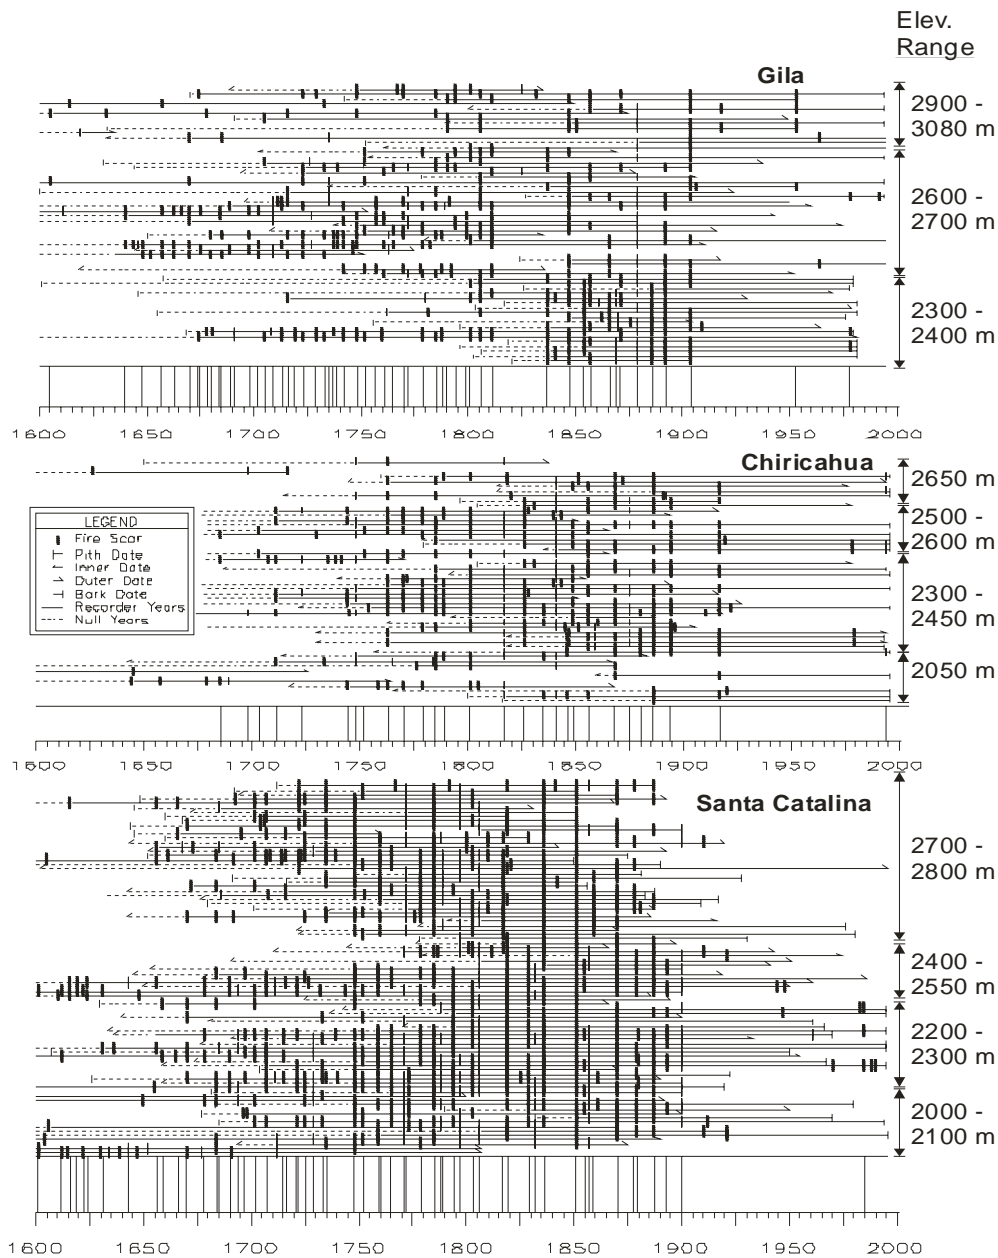 Elev.
Range
Gila
2900 -
3080 m
2600 -
2700 m
2300 -
2400 m
1600 1650 1700 1750 1800 1850 1900 1950 2000
Chiricahua
2650 m
2500 -
2600 m
LEGEND
Fire Scar
Pith Date
Inner Date
Outer Date
Bark Date
Recorder Years
Null Years
2300 -
2450 m
2050 m
1600 1650 1700 1750 1800 1850 1900 1950 2000
Santa Catalina
2700 -
2800 m
2400 -
2550 m
2200 -
2300 m
2000 -
2100 m
1600 1650 1700 1750 1800 1850 1900 1950 2000